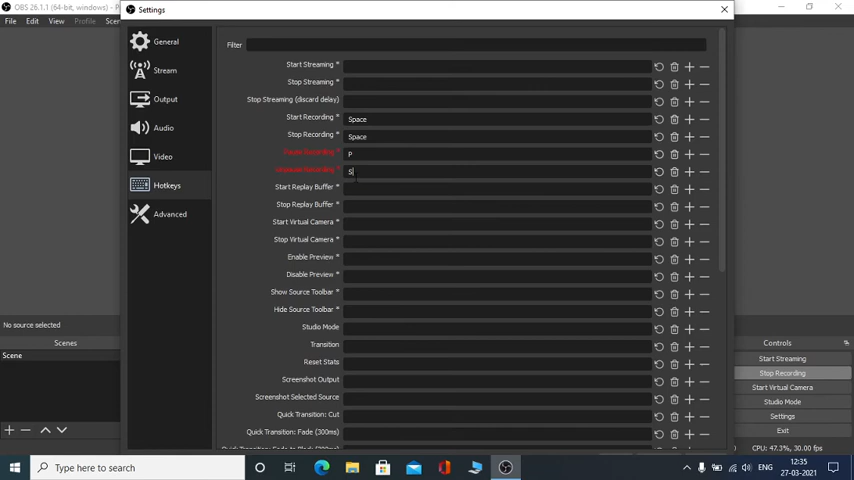 OBS 26.1.1 (64-bit, windows) - P
Settings
File Edit View Profile
General
Stream
Output
Audio
Video
Hotkeys
Advanced
Filter
Start Streaming *
Stop Streaming *
Stop Streaming (discard delay)
Start Recording * Space
Stop Recording * Space
Pause Recording * P
Unpause Recording * S
Start Replay Buffer *
Stop Replay Buffer *
Start Virtual Camera *
Stop Virtual Camera *
Enable Preview *
Disable Preview *
Show Source Toolbar *
Hide Source Toolbar *
Studio Mode
Transition
Reset Stats
Screenshot Output
Screenshot Selected Source
Quick Transition: Cut
Quick Transition: Fade (300ms)
No source selected
Scenes
Scene
Controls
Start Streaming
Stop Recording
Start Virtual Camera
Studio Mode
Settings
Exit
CPU: 47.3%, 30.00 fps
Type here to search
ENG
12:35
27-03-2021